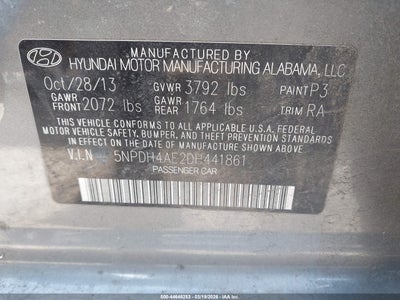 MANUFACTURED BY
HYUNDAI MOTOR MANUFACTURING ALABAMA, LLC
Oct/28/13 GVWR 3792 lbs PAINT P3
GAWR FRONT 2072 lbs GAWR REAR 1764 lbs TRIM RA
THIS VEHICLE CONFORMS TO ALL APPLICABLE U.S.A. FEDERAL
MOTOR VEHICLE SAFETY, BUMPER, AND THEFT PREVENTION
STANDARDS IN EFFECT ON THE DATE OF MANUFACTURE SHOWN ABOVE.
V.I.N
PASSENGER CAR